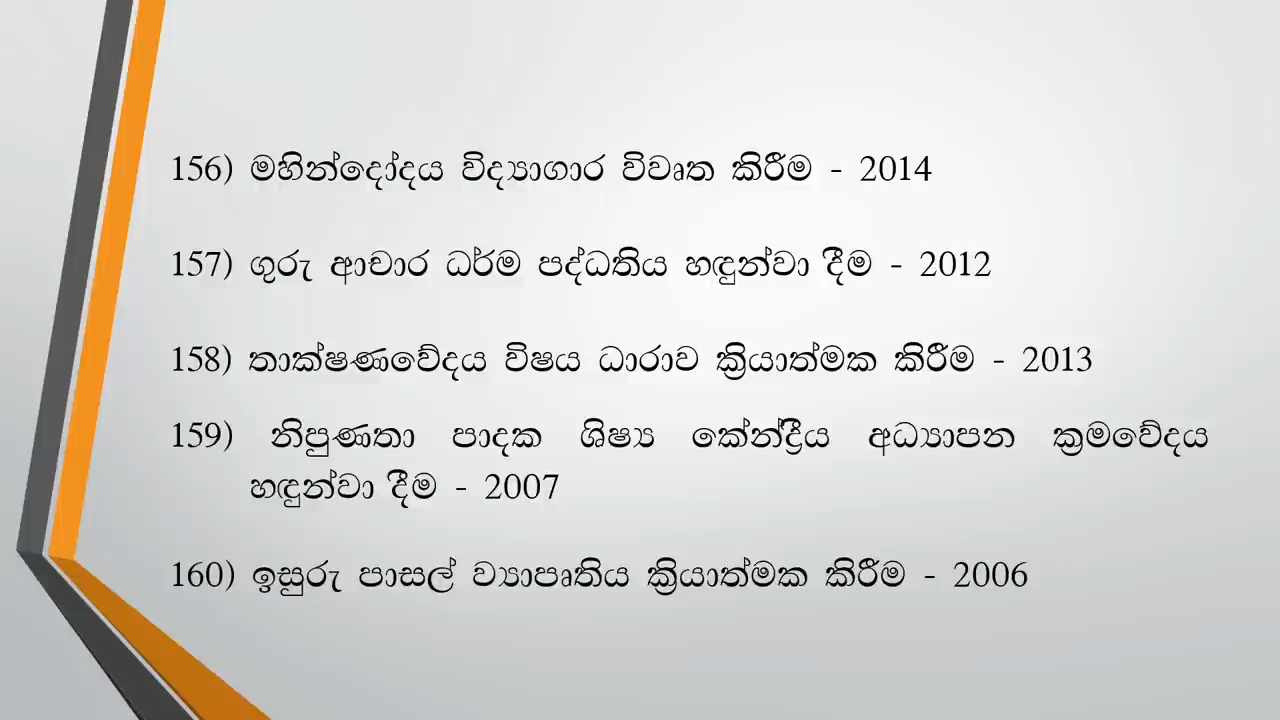 156) මහින්දෝදය විද්‍යාගාර විවෘත කිරීම - 2014
157) ගුරු ආචාර ධර්ම පද්ධතිය හඳුන්වා දීම - 2012
158) තාක්ෂණවේදය විෂය ධාරාව ක්‍රියාත්මක කිරීම - 2013
159) නිපුණතා පාදක ශිෂ්‍ය කේන්ද්‍රීය අධ්‍යාපන ක්‍රමවේදය
හඳුන්වා දීම - 2007
160) ඉසුරු පාසල් ව්‍යාපෘතිය ක්‍රියාත්මක කිරීම - 2006